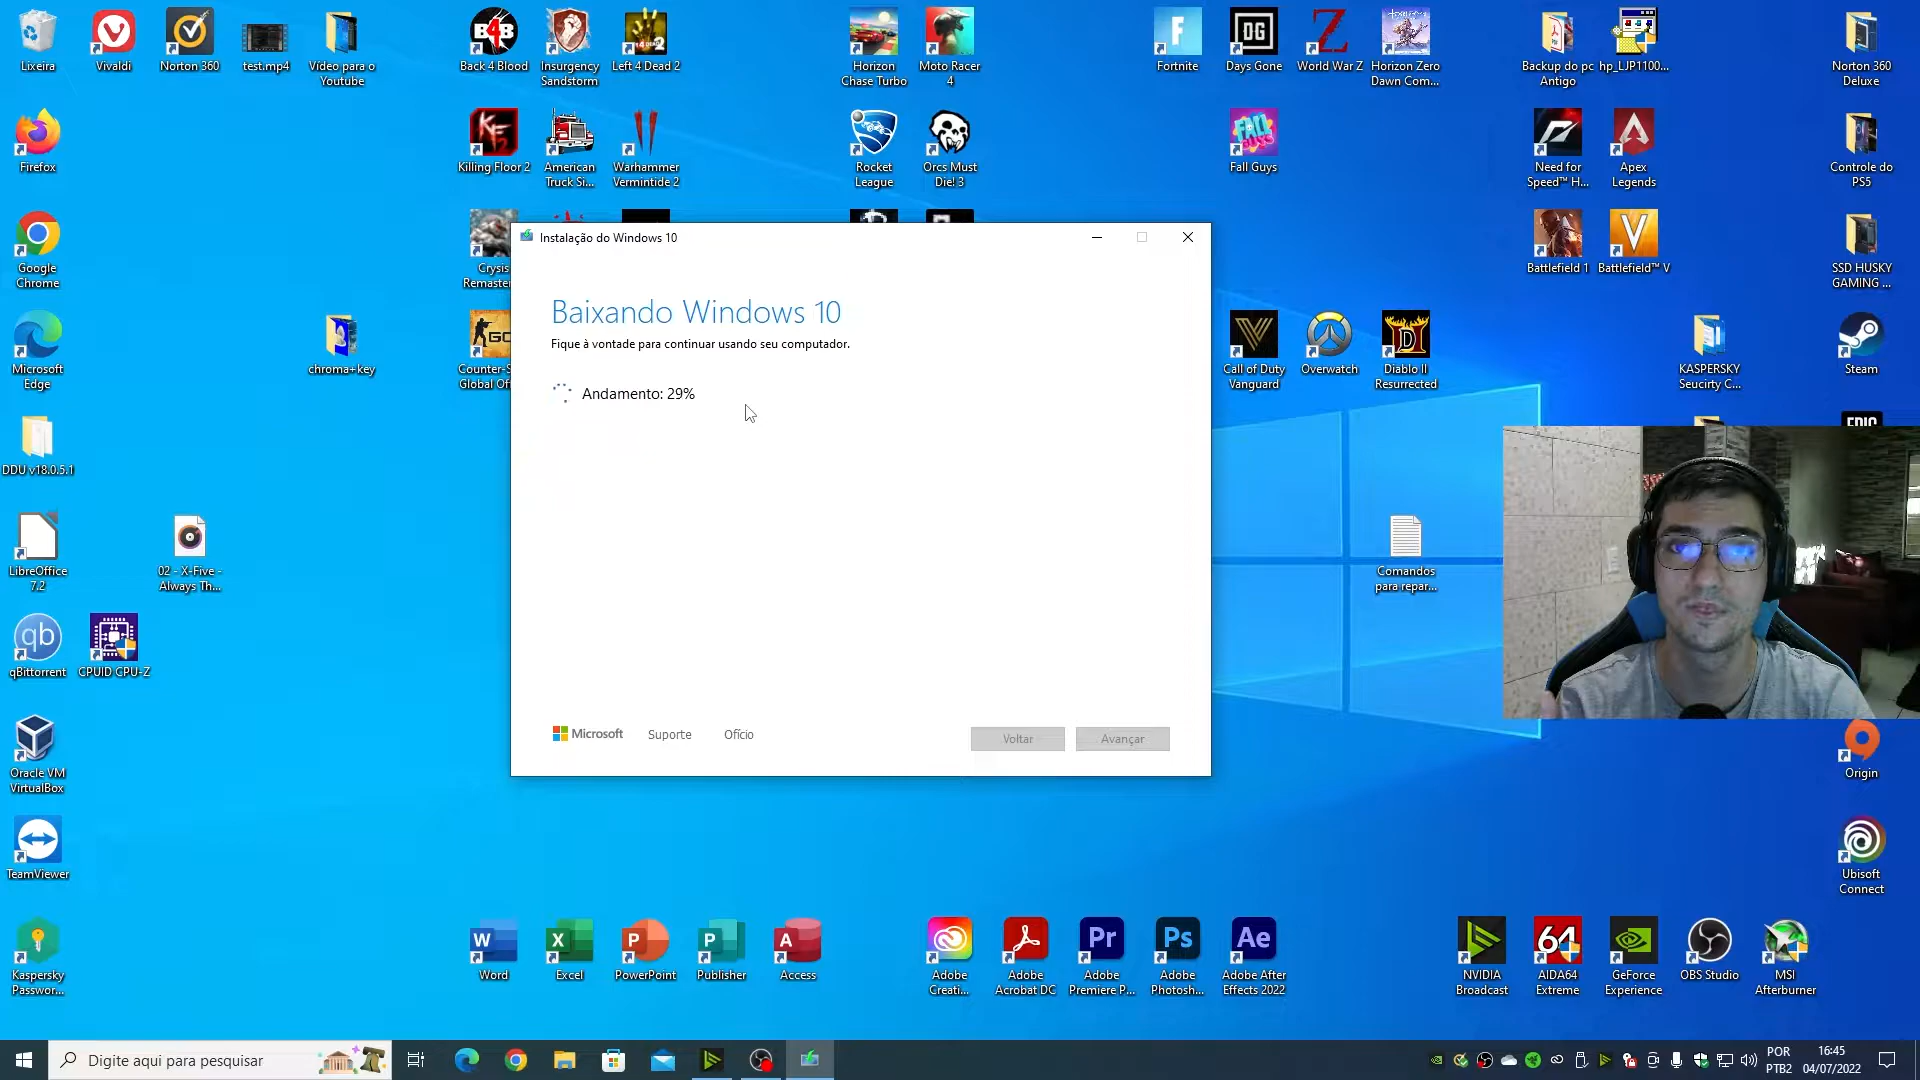 Lixeira
Vivaldi
Norton 360
test.mp4
Vídeo para o
Youtube
Back 4 Blood
Insurgency
Sandstorm
Left 4 Dead 2
Horizon
Chase Turbo
Moto Racer
4
Fortnite
Days Gone
World War Z
Horizon Zero
Dawn Com...
Backup do pc
Antigo
hp_LJP1100...
Norton 360
Deluxe
Firefox
Killing Floor 2
American
Truck Si...
Warhammer
Vermintide 2
Rocket
League
Orcs Must
Die! 3
Fall Guys
Need for
Speed™ H...
Apex
Legends
Controle do
PS5
Google
Chrome
Crysis
Remaster
Battlefield 1
Battlefield™ V
SSD HUSKY
GAMING ...
Instalação do Windows 10
Baixando Windows 10
Fique à vontade para continuar usando seu computador.
Andamento: 29%
Microsoft
Suporte
Ofício
Voltar
Avançar
Microsoft
Edge
chroma+key
Counter-S
Global Off
Call of Duty
Vanguard
Overwatch
Diablo II
Resurrected
KASPERSKY
Seucirty C...
Steam
DDU v18.0.5.1
EPIC
LibreOffice
7.2
02 - X-Five -
Always Th...
Comandos
para repar...
qBittorrent
CPUID CPU-Z
Oracle VM
VirtualBox
Origin
TeamViewer
Ubisoft
Connect
Kaspersky
Passwor...
Word
Excel
PowerPoint
Publisher
Access
Adobe
Creati...
Adobe
Acrobat DC
Adobe
Premiere P...
Adobe
Photosh...
Adobe After
Effects 2022
NVIDIA
Broadcast
AIDA64
Extreme
GeForce
Experience
OBS Studio
MSI
Afterburner
Digite aqui para pesquisar
POR
PTB2
16:45
04/07/2022